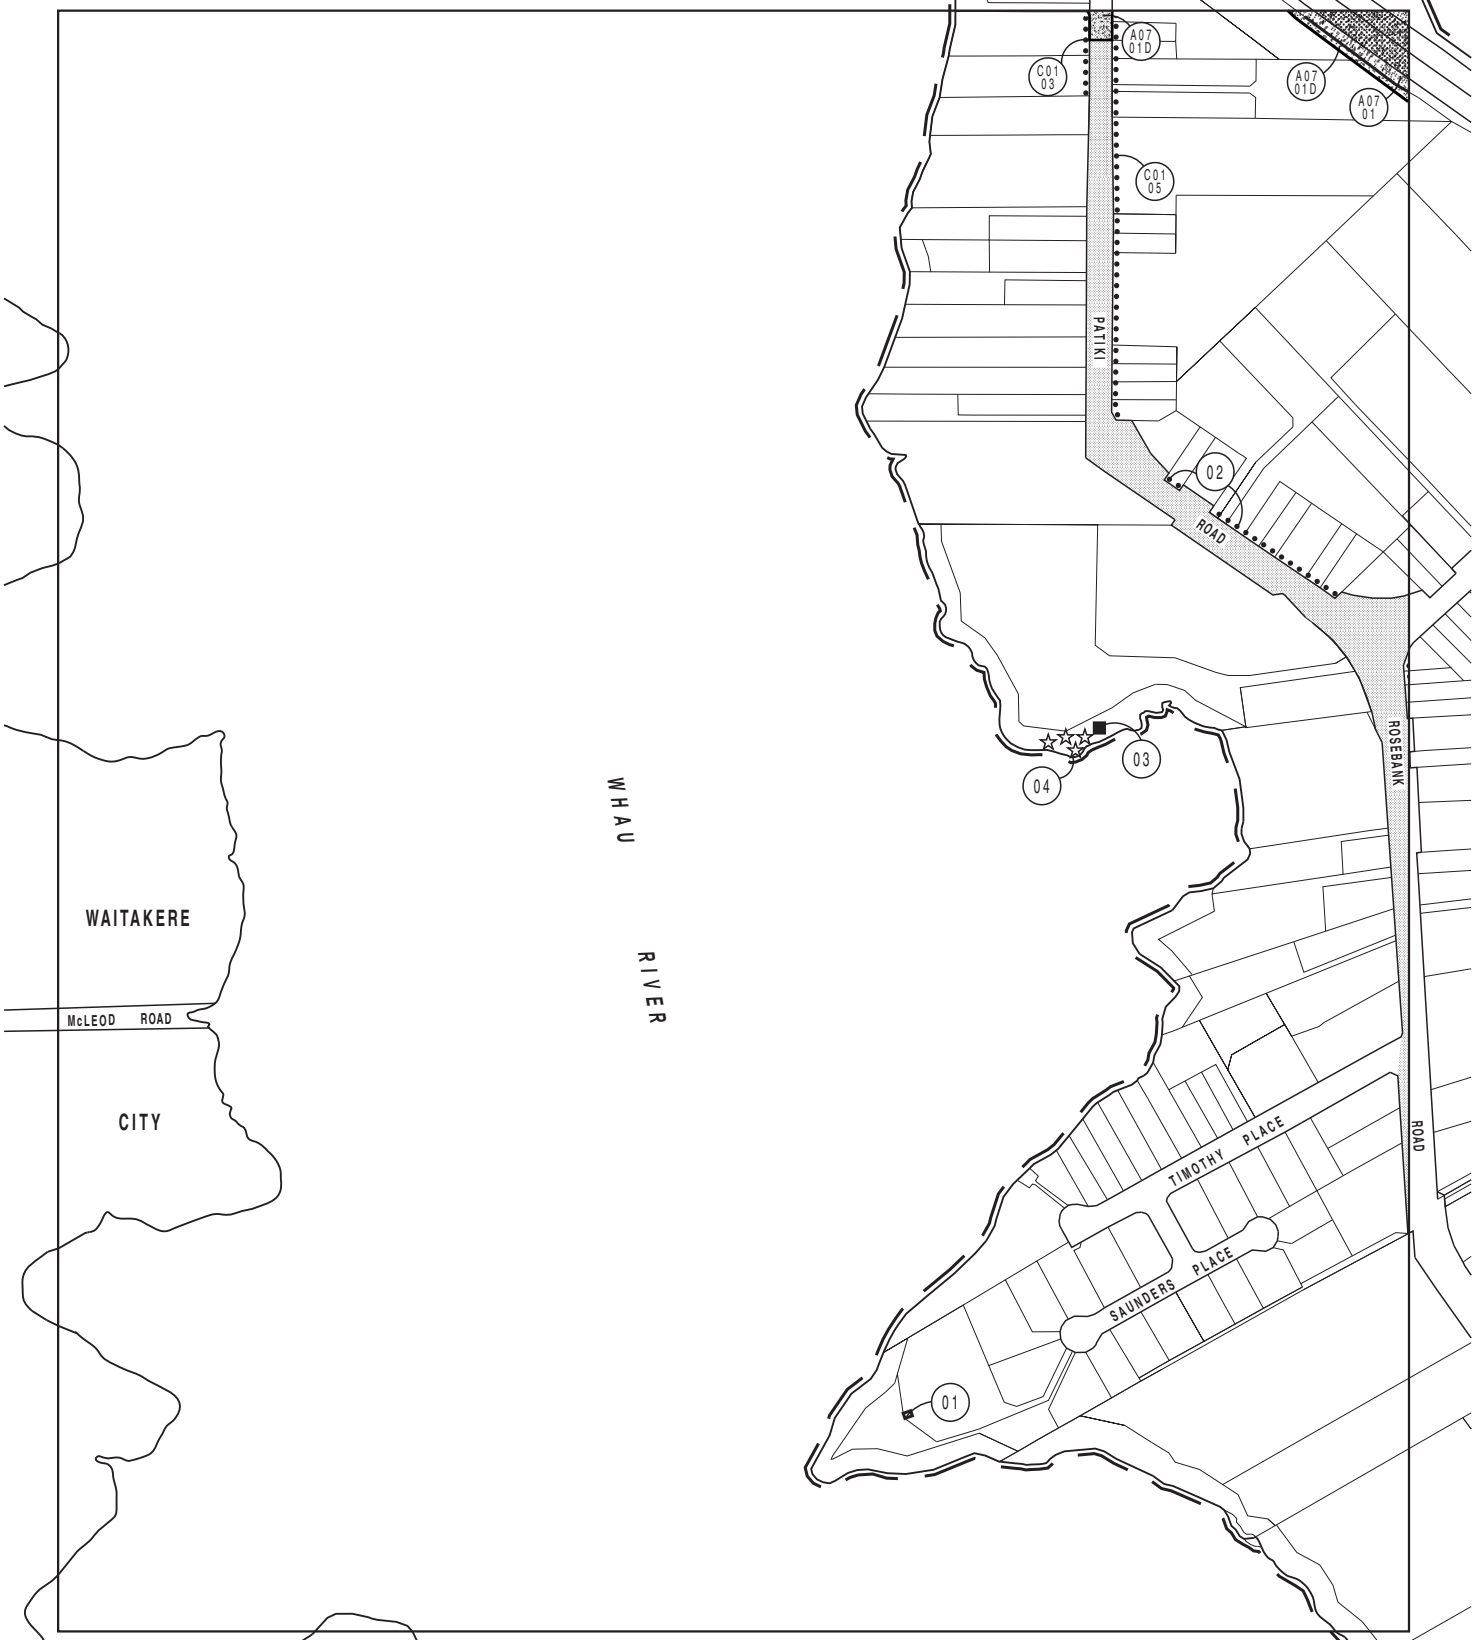 A07
01D
C01
03
A07
01D
A07
01
C01
05
PATIKI
02
ROAD
ROSEBANK
03
04
WHAU
WAITAKERE
RIVER
McLEOD ROAD
CITY
ROAD
TIMOTHY PLACE
SAUNDERS PLACE
01